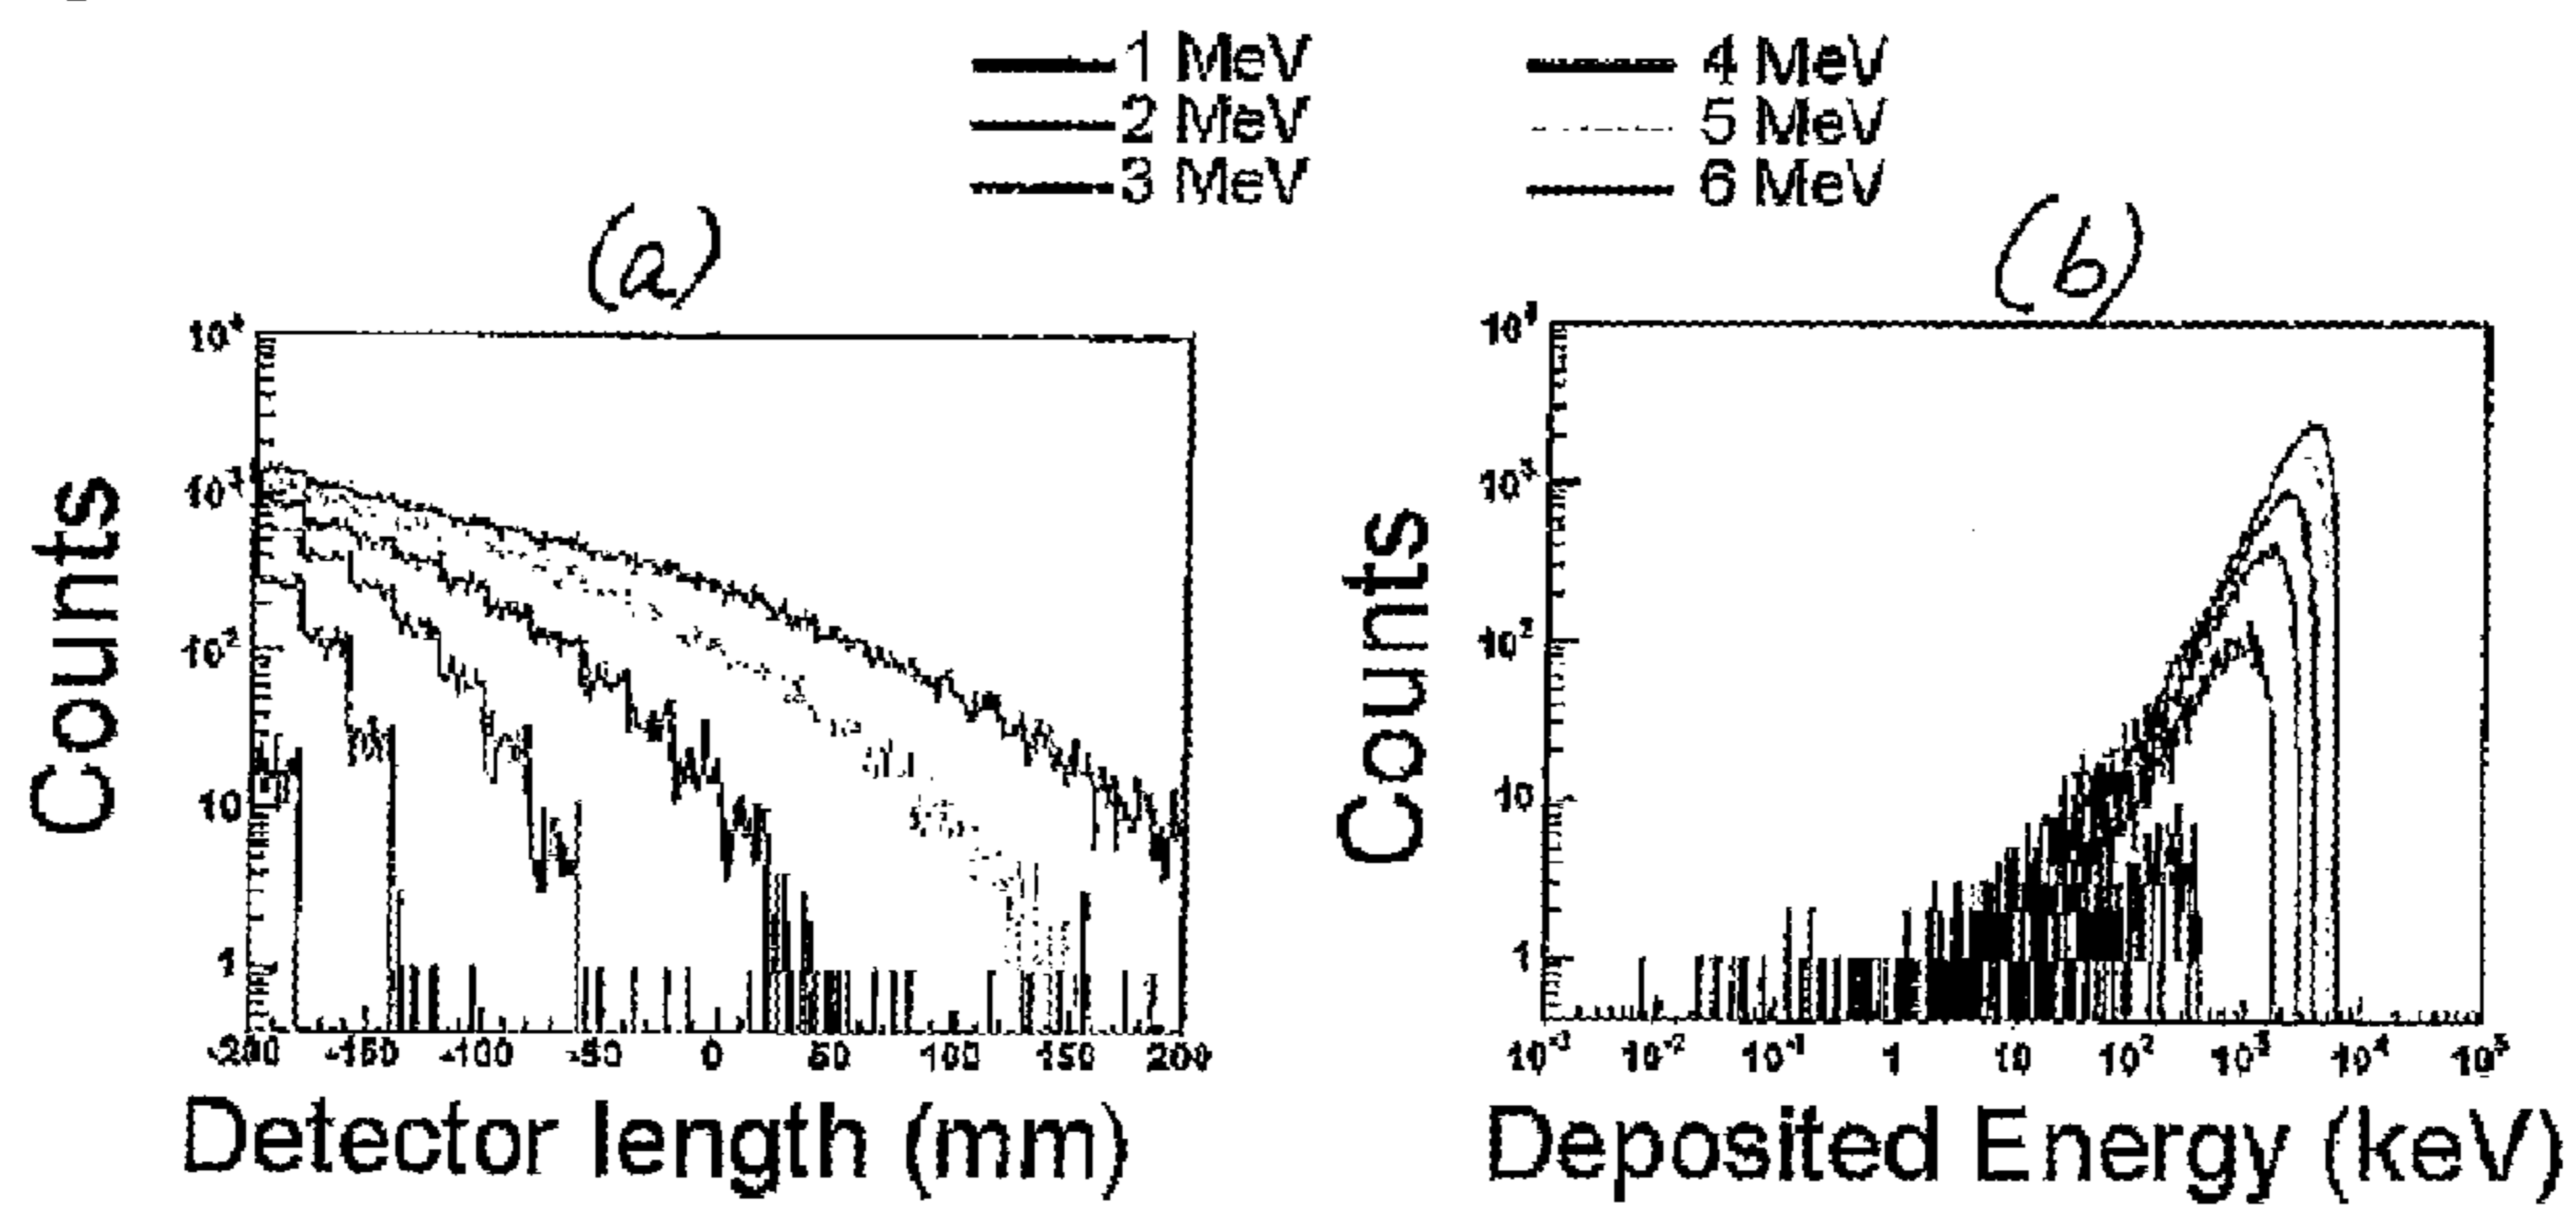 1 MeV 4 MeV
2 MeV 5 MeV
3 MeV 6 MeV
(a) (b)
Counts
10⁴
10³
10²
10
1
-200 -150 -100 -50 0 50 100 150 200
Detector length (mm)
Counts
10⁴
10³
10²
10
1
10⁻³ 10⁻² 10⁻¹ 1 10 10² 10³ 10⁴ 10⁵
Deposited Energy (keV)